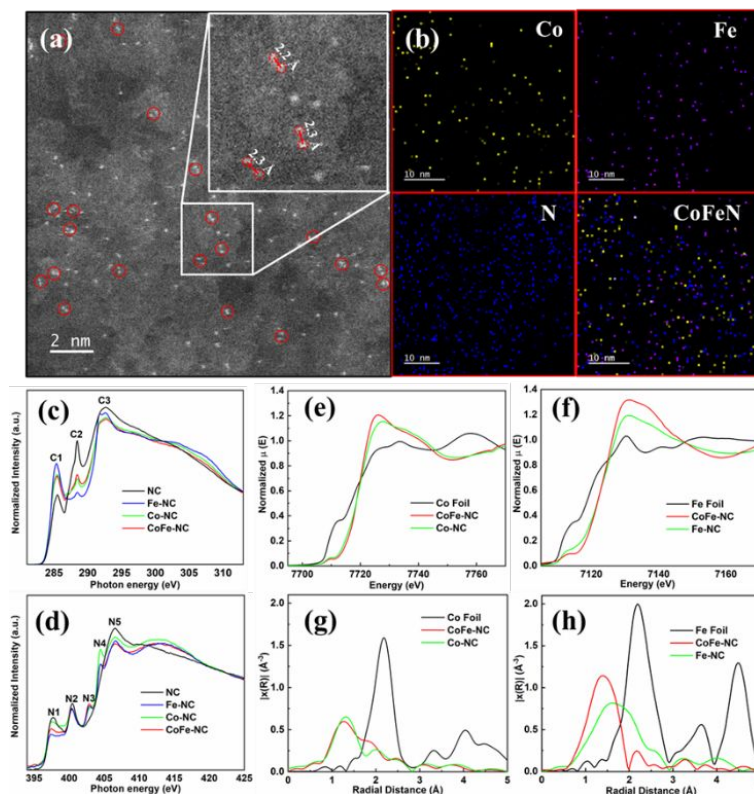 (a)
2.2 Å
2.3 Å
2.3 Å
2 nm
(b)
Co
Fe
10 nm
10 nm
N
CoFeN
10 nm
10 nm
(c)
C1
C2
C3
NC
Fe-NC
Co-NC
CoFe-NC
Normalized Intensity (a.u.)
285 290 295 300 305 310
Photon energy (eV)
(e)
Normalized μ (E)
1.4
1.2
1.0
0.8
0.6
0.4
0.2
0.0
Co Foil
CoFe-NC
Co-NC
7700 7720 7740 7760
Energy (eV)
(f)
Normalized μ (E)
1.4
1.2
1.0
0.8
0.6
0.4
0.2
0.0
Fe Foil
CoFe-NC
Fe-NC
7120 7140 7160
Energy (eV)
(d)
N1
N2
N3
N4
N5
NC
Fe-NC
Co-NC
CoFe-NC
Normalized Intensity (a.u.)
395 400 405 410 415 420 425
Photon energy (eV)
(g)
|x(R)| (Å⁻³)
2.0
1.5
1.0
0.5
0.0
Co Foil
CoFe-NC
Co-NC
0 1 2 3 4 5
Radial Distance (Å)
(h)
|x(R)| (Å⁻³)
2.0
1.5
1.0
0.5
0.0
Fe Foil
CoFe-NC
Fe-NC
0 1 2 3 4
Radial Distance (Å)